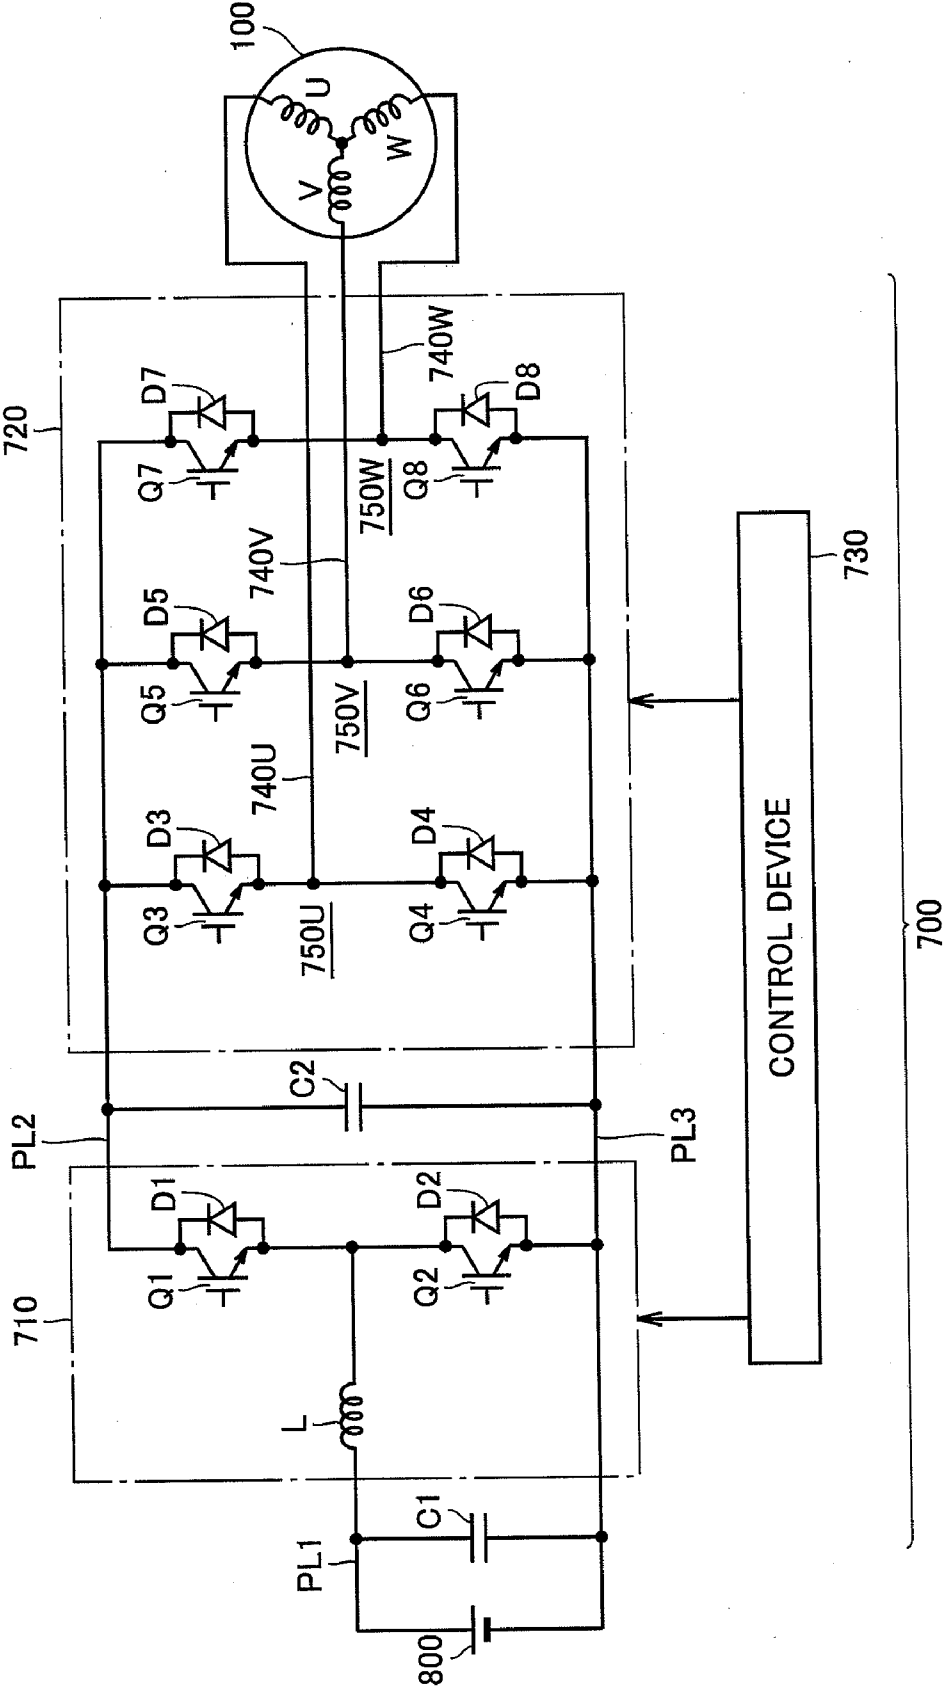 100
U
V
W
720
D7
Q7
D8
Q8
740W
750W
740V
D5
Q5
D6
Q6
750V
740U
D3
Q3
D4
Q4
750U
730
CONTROL DEVICE
700
C2
PL2
PL3
D1
Q1
D2
Q2
710
L
C1
PL1
800